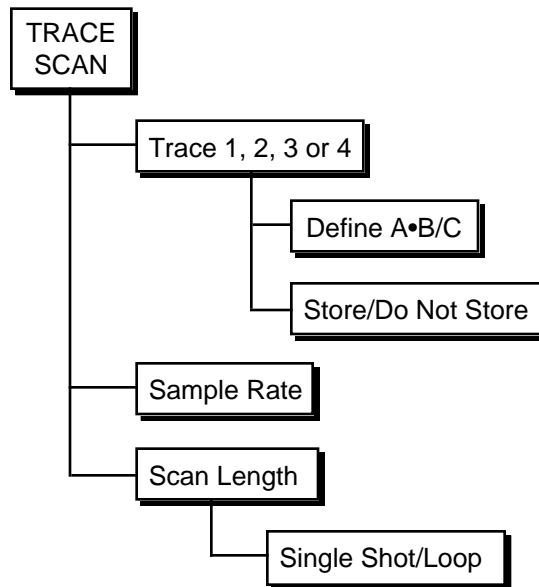 TRACE
SCAN
Trace 1, 2, 3 or 4
Define A•B/C
Store/Do Not Store
Sample Rate
Scan Length
Single Shot/Loop